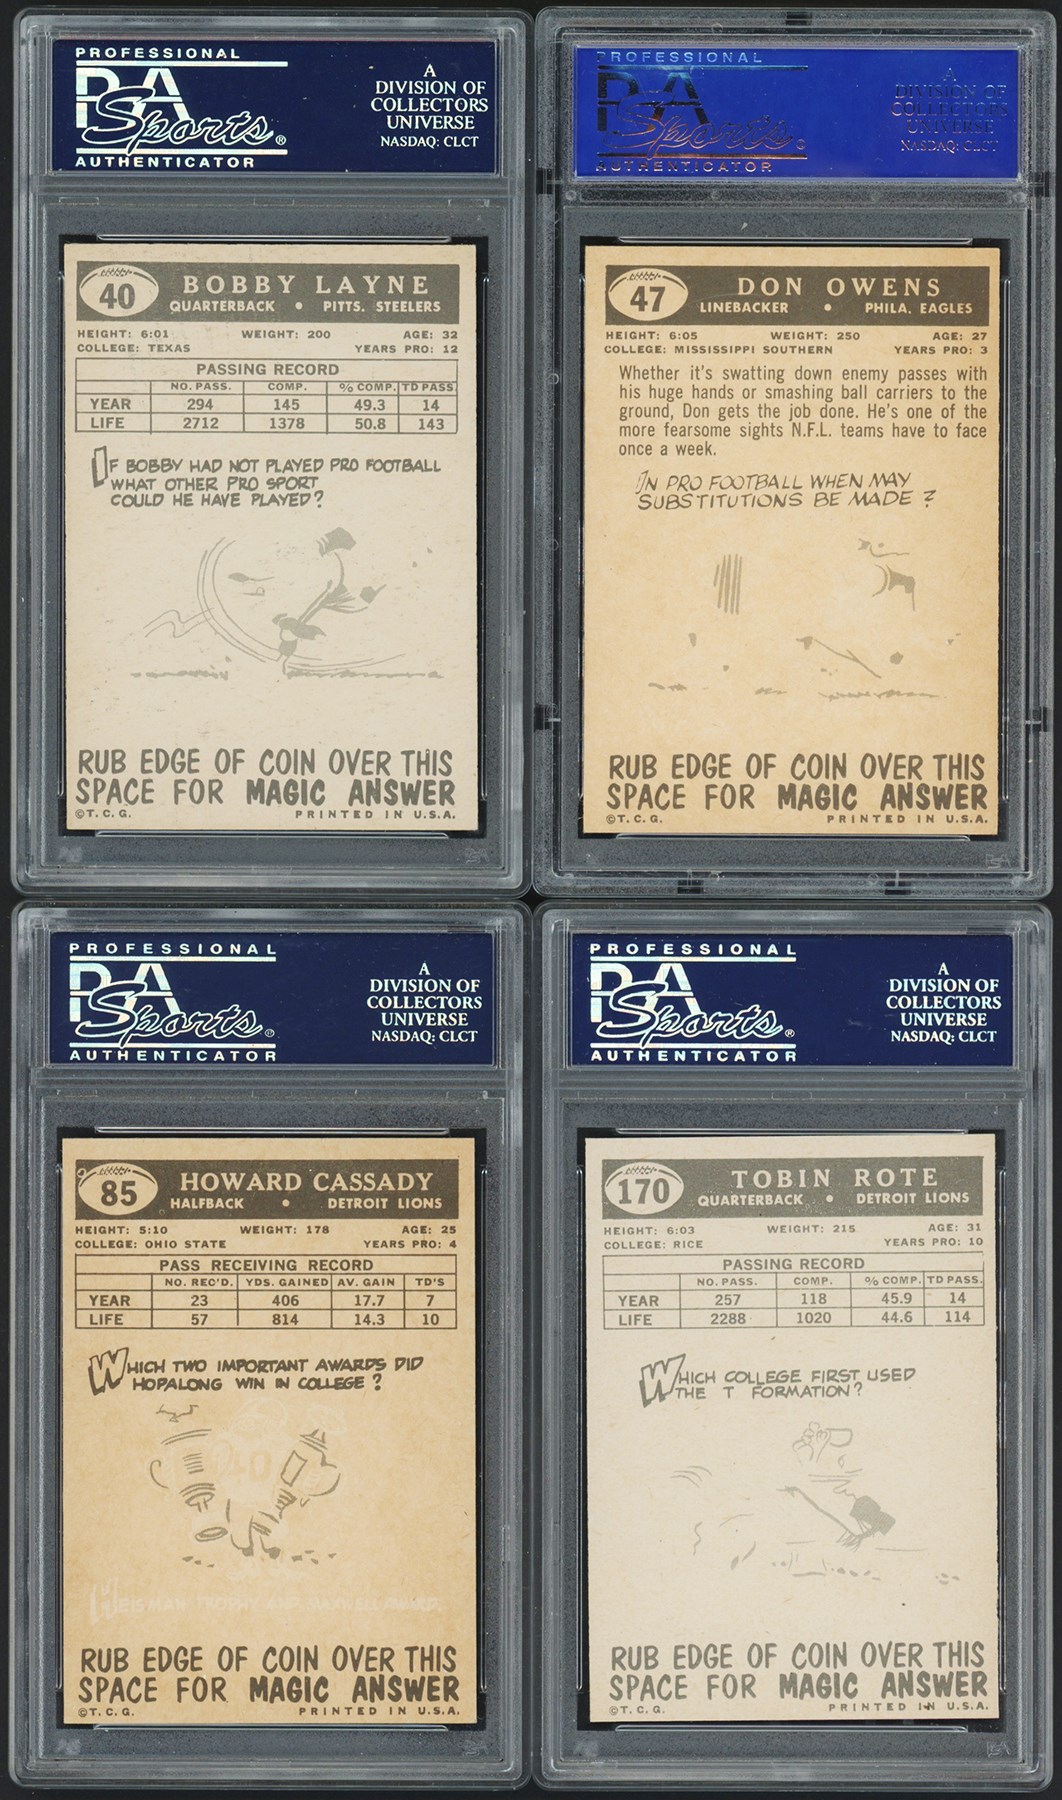 PROFESSIONAL
PSA
Sports®
AUTHENTICATOR
A
DIVISION OF
COLLECTORS
UNIVERSE
NASDAQ: CLCT
40
BOBBY LAYNE
QUARTERBACK • PITTS. STEELERS
HEIGHT: 6:01 WEIGHT: 200 AGE: 32
COLLEGE: TEXAS YEARS PRO: 12
PASSING RECORD
NO. PASS. COMP. % COMP. TD PASS.
YEAR 294 145 49.3 14
LIFE 2712 1378 50.8 143
IF BOBBY HAD NOT PLAYED PRO FOOTBALL
WHAT OTHER PRO SPORT
COULD HE HAVE PLAYED?
RUB EDGE OF COIN OVER THIS
SPACE FOR MAGIC ANSWER
©T.C.G. PRINTED IN U.S.A.
PROFESSIONAL
PSA
Sports
AUTHENTICATOR
A
DIVISION OF
COLLECTORS
UNIVERSE
NASDAQ: CLCT
47
DON OWENS
LINEBACKER • PHILA. EAGLES
HEIGHT: 6:05 WEIGHT: 250 AGE: 27
COLLEGE: MISSISSIPPI SOUTHERN YEARS PRO: 3
Whether it's swatting down enemy passes with
his huge hands or smashing ball carriers to the
ground, Don gets the job done. He's one of the
more fearsome sights N.F.L. teams have to face
once a week.
IN PRO FOOTBALL WHEN MAY
SUBSTITUTIONS BE MADE?
RUB EDGE OF COIN OVER THIS
SPACE FOR MAGIC ANSWER
©T.C.G. PRINTED IN U.S.A.
PROFESSIONAL
PSA
Sports®
AUTHENTICATOR
A
DIVISION OF
COLLECTORS
UNIVERSE
NASDAQ: CLCT
85
HOWARD CASSADY
HALFBACK • DETROIT LIONS
HEIGHT: 5:10 WEIGHT: 178 AGE: 25
COLLEGE: OHIO STATE YEARS PRO: 4
PASS RECEIVING RECORD
NO. REC'D. YDS. GAINED AV. GAIN TD'S
YEAR 23 406 17.7 7
LIFE 57 814 14.3 10
WHICH TWO IMPORTANT AWARDS DID
HOPALONG WIN IN COLLEGE?
40
HEISMAN TROPHY AND MAXWELL AWARD.
RUB EDGE OF COIN OVER THIS
SPACE FOR MAGIC ANSWER
©T.C.G. PRINTED IN U.S.A.
PROFESSIONAL
PSA
Sports®
AUTHENTICATOR
A
DIVISION OF
COLLECTORS
UNIVERSE
NASDAQ: CLCT
170
TOBIN ROTE
QUARTERBACK • DETROIT LIONS
HEIGHT: 6:03 WEIGHT: 215 AGE: 31
COLLEGE: RICE YEARS PRO: 10
PASSING RECORD
NO. PASS. COMP. % COMP. TD PASS.
YEAR 257 118 45.9 14
LIFE 2288 1020 44.6 114
WHICH COLLEGE FIRST USED
THE T FORMATION?
RUB EDGE OF COIN OVER THIS
SPACE FOR MAGIC ANSWER
©T.C.G. PRINTED IN U.S.A.